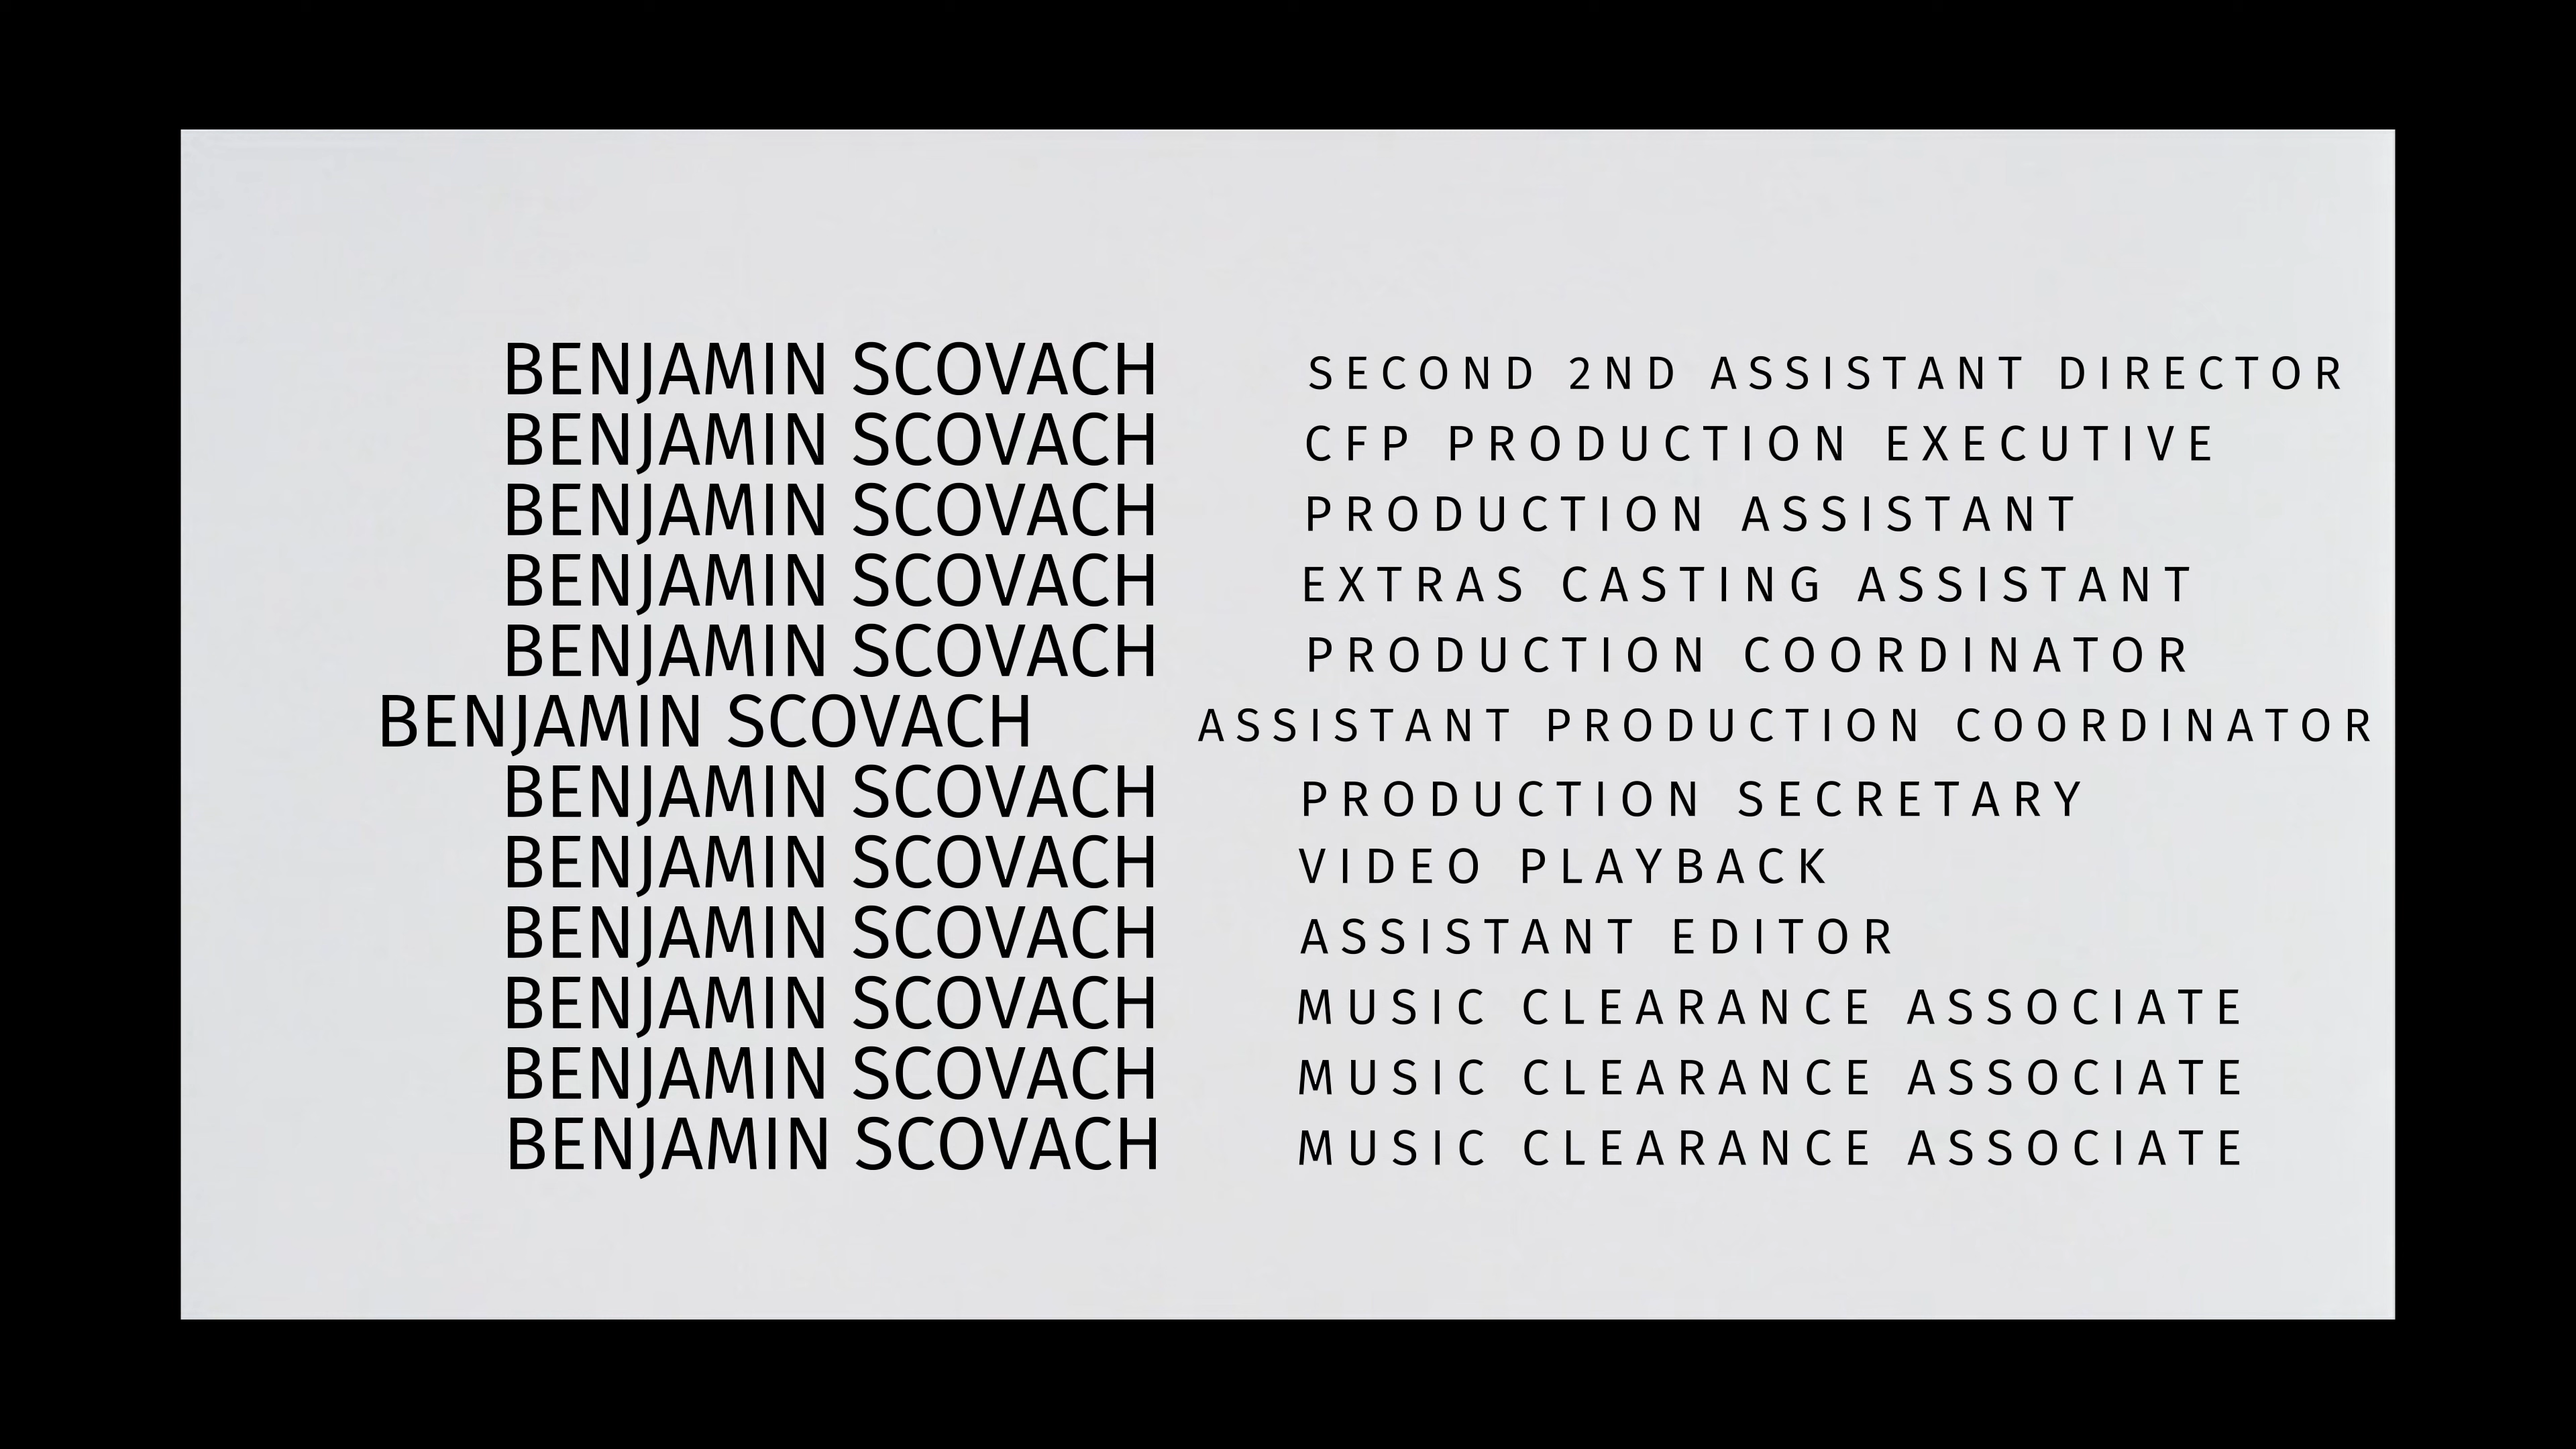 BENJAMIN SCOVACH SECOND 2ND ASSISTANT DIRECTOR
BENJAMIN SCOVACH CFP PRODUCTION EXECUTIVE
BENJAMIN SCOVACH PRODUCTION ASSISTANT
BENJAMIN SCOVACH EXTRAS CASTING ASSISTANT
BENJAMIN SCOVACH PRODUCTION COORDINATOR
BENJAMIN SCOVACH ASSISTANT PRODUCTION COORDINATOR
BENJAMIN SCOVACH PRODUCTION SECRETARY
BENJAMIN SCOVACH VIDEO PLAYBACK
BENJAMIN SCOVACH ASSISTANT EDITOR
BENJAMIN SCOVACH MUSIC CLEARANCE ASSOCIATE
BENJAMIN SCOVACH MUSIC CLEARANCE ASSOCIATE
BENJAMIN SCOVACH MUSIC CLEARANCE ASSOCIATE